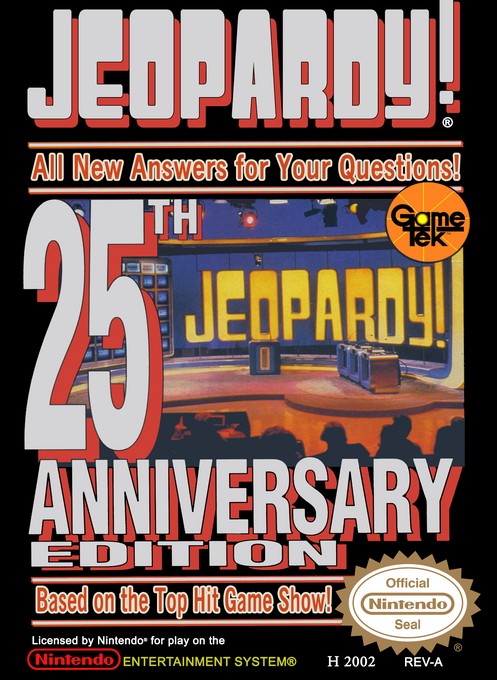 JEOPARDY!®
All New Answers for Your Questions!
25TH
Game
Tek™
JEOPARDY!
ANNIVERSARY
EDITION
Based on the Top Hit Game Show!
Official
Nintendo
Seal
®
Licensed by Nintendo® for play on the
Nintendo ENTERTAINMENT SYSTEM® H 2002 REV-A